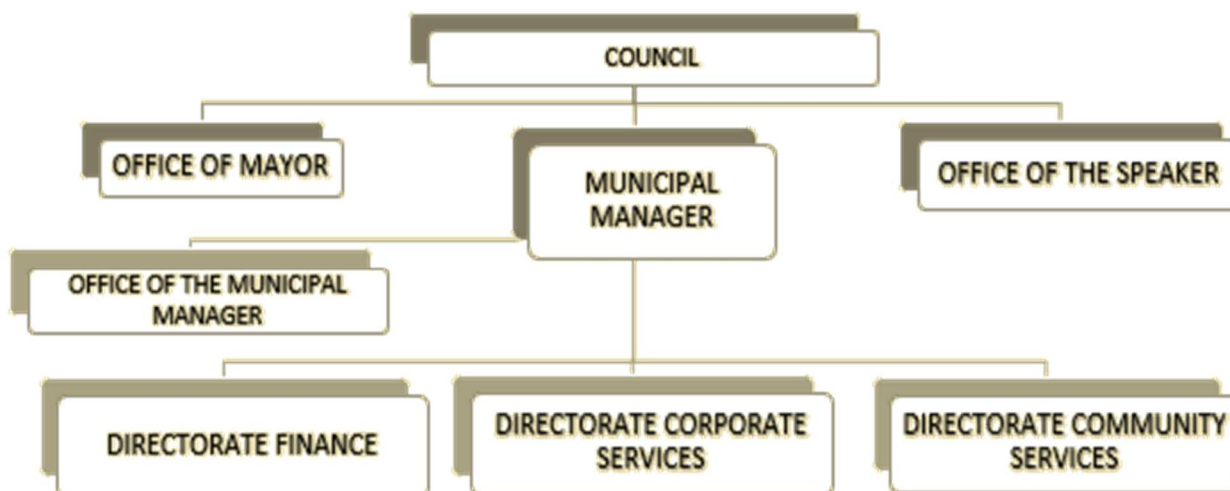 COUNCIL
OFFICE OF MAYOR
MUNICIPAL
MANAGER
OFFICE OF THE SPEAKER
OFFICE OF THE MUNICIPAL
MANAGER
DIRECTORATE FINANCE
DIRECTORATE CORPORATE
SERVICES
DIRECTORATE COMMUNITY
SERVICES